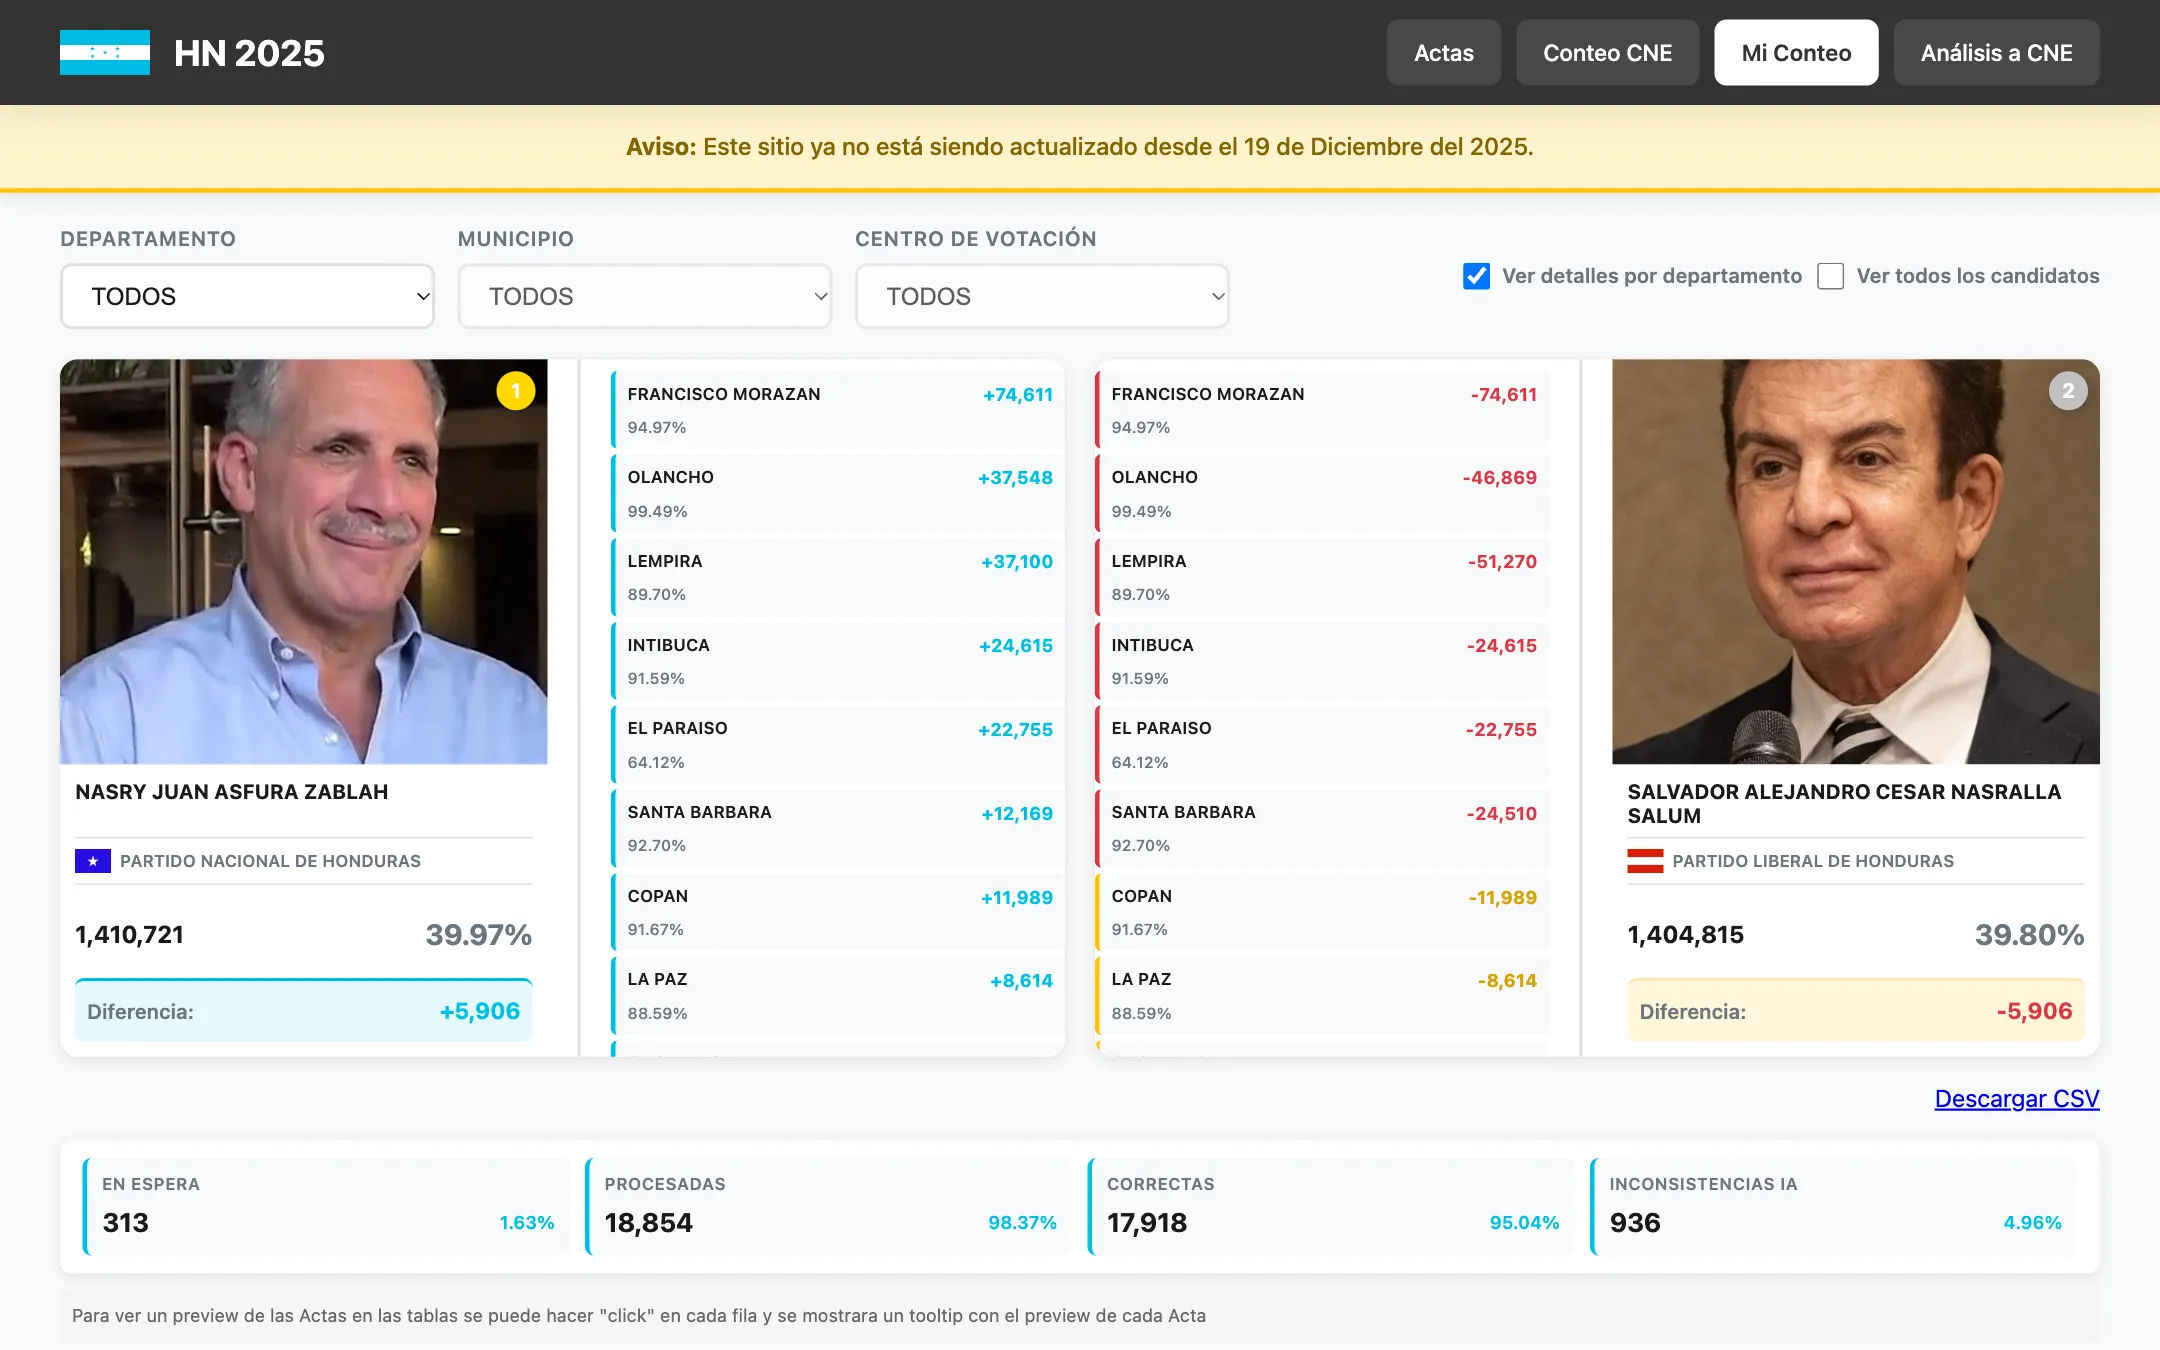 HN 2025
Actas
Conteo CNE
Mi Conteo
Análisis a CNE
Aviso: Este sitio ya no está siendo actualizado desde el 19 de Diciembre del 2025.
DEPARTAMENTO
TODOS
MUNICIPIO
TODOS
CENTRO DE VOTACIÓN
TODOS
Ver detalles por departamento
Ver todos los candidatos
1
NASRY JUAN ASFURA ZABLAH
PARTIDO NACIONAL DE HONDURAS
1,410,721 39.97%
Diferencia: +5,906
FRANCISCO MORAZAN +74,611
94.97%
OLANCHO +37,548
99.49%
LEMPIRA +37,100
89.70%
INTIBUCA +24,615
91.59%
EL PARAISO +22,755
64.12%
SANTA BARBARA +12,169
92.70%
COPAN +11,989
91.67%
LA PAZ +8,614
88.59%
FRANCISCO MORAZAN -74,611
94.97%
OLANCHO -46,869
99.49%
LEMPIRA -51,270
89.70%
INTIBUCA -24,615
91.59%
EL PARAISO -22,755
64.12%
SANTA BARBARA -24,510
92.70%
COPAN -11,989
91.67%
LA PAZ -8,614
88.59%
2
SALVADOR ALEJANDRO CESAR NASRALLA
SALUM
PARTIDO LIBERAL DE HONDURAS
1,404,815 39.80%
Diferencia: -5,906
Descargar CSV
EN ESPERA
313 1.63%
PROCESADAS
18,854 98.37%
CORRECTAS
17,918 95.04%
INCONSISTENCIAS IA
936 4.96%
Para ver un preview de las Actas en las tablas se puede hacer "click" en cada fila y se mostrara un tooltip con el preview de cada Acta